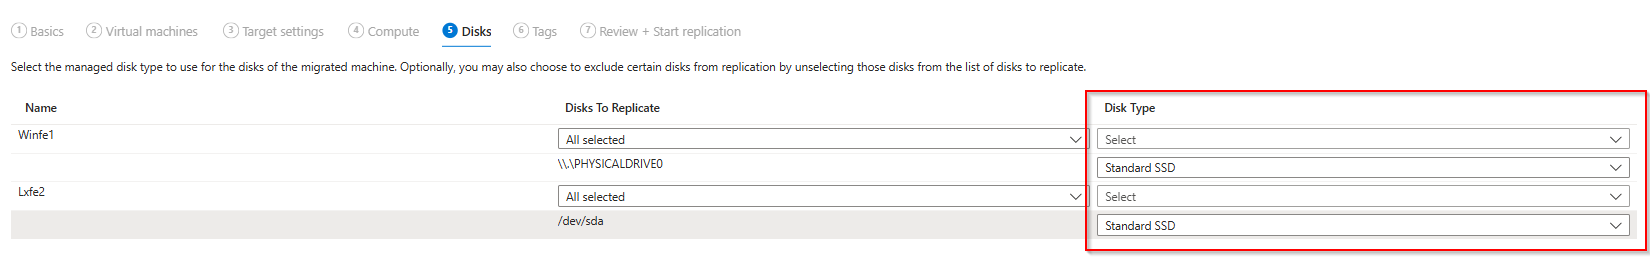 1 Basics 2 Virtual machines 3 Target settings 4 Compute 5 Disks 6 Tags 7 Review + Start replication
Select the managed disk type to use for the disks of the migrated machine. Optionally, you may also choose to exclude certain disks from replication by unselecting those disks from the list of disks to replicate.
Name Disks To Replicate Disk Type
Winfe1 All selected Select
\\.\PHYSICALDRIVE0 Standard SSD
Lxfe2 All selected Select
/dev/sda Standard SSD